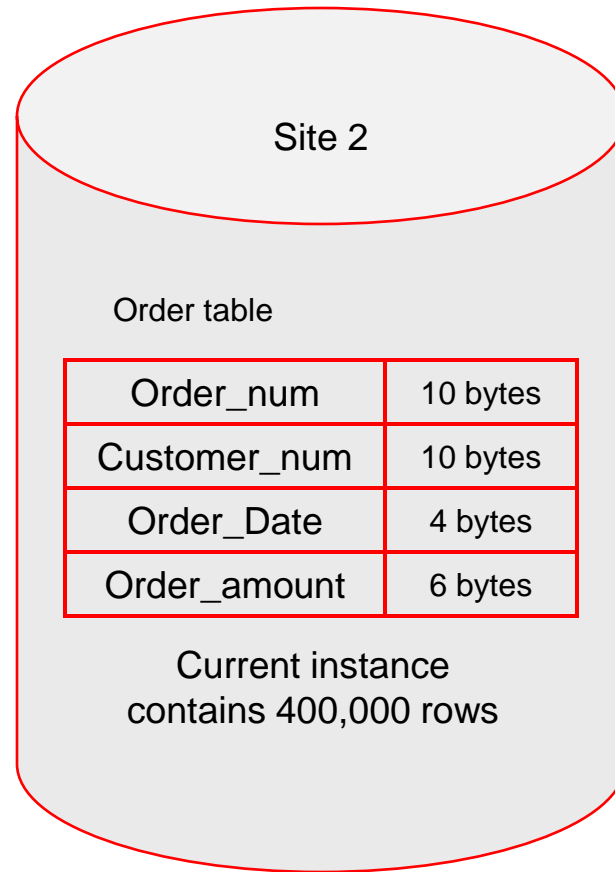 Site 2
Order table
Order_num 10 bytes
Customer_num 10 bytes
Order_Date 4 bytes
Order_amount 6 bytes
Current instance
contains 400,000 rows